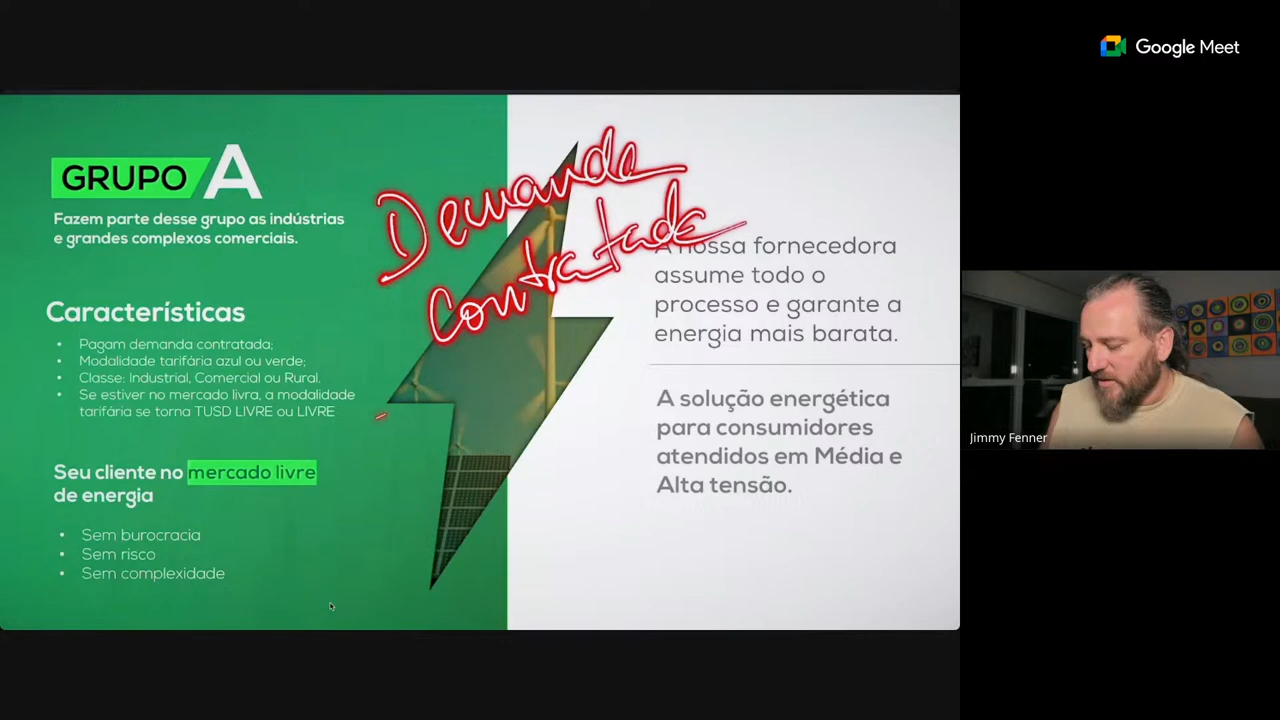 Google Meet
GRUPO A
Fazem parte desse grupo as indústrias
e grandes complexos comerciais.
Demanda
Contratada
A nossa fornecedora
assume todo o
processo e garante a
energia mais barata.
Características
• Pagam demanda contratada;
• Modalidade tarifária azul ou verde;
• Classe: Industrial, Comercial ou Rural.
• Se estiver no mercado livra, a modalidade
tarifária se torna TUSD LIVRE ou LIVRE
A solução energética
para consumidores
atendidos em Média e
Alta tensão.
Seu cliente no mercado livre
de energia
• Sem burocracia
• Sem risco
• Sem complexidade
Jimmy Fenner